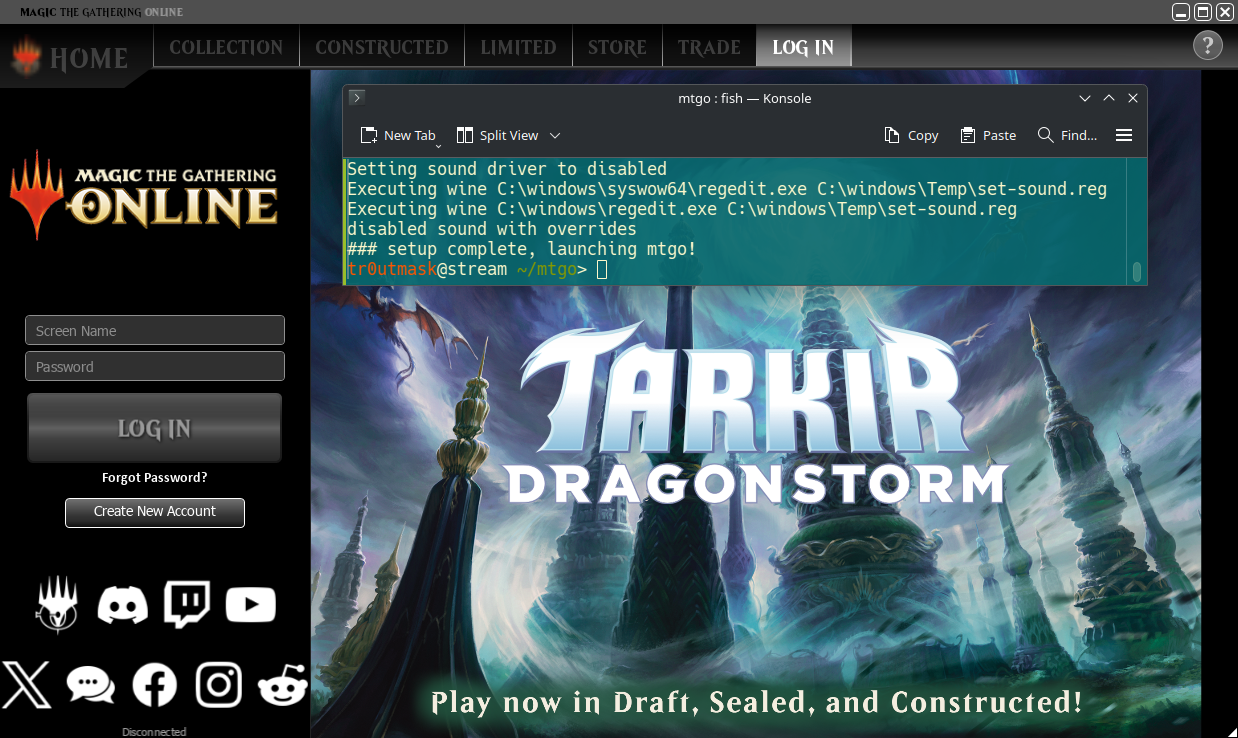 MAGIC THE GATHERING ONLINE
HOME
COLLECTION
CONSTRUCTED
LIMITED
STORE
TRADE
LOG IN
?
mtgo : fish — Konsole
New Tab
Split View
Copy
Paste
Find...
Setting sound driver to disabled
Executing wine C:\windows\syswow64\regedit.exe C:\windows\Temp\set-sound.reg
Executing wine C:\windows\regedit.exe C:\windows\Temp\set-sound.reg
disabled sound with overrides
### setup complete, launching mtgo!
tr0utmask@stream ~/mtgo>
MAGIC THE GATHERING
ONLINE
Screen Name
Password
LOG IN
Forgot Password?
Create New Account
Disconnected
TARKIR
DRAGONSTORM
Play now in Draft, Sealed, and Constructed!